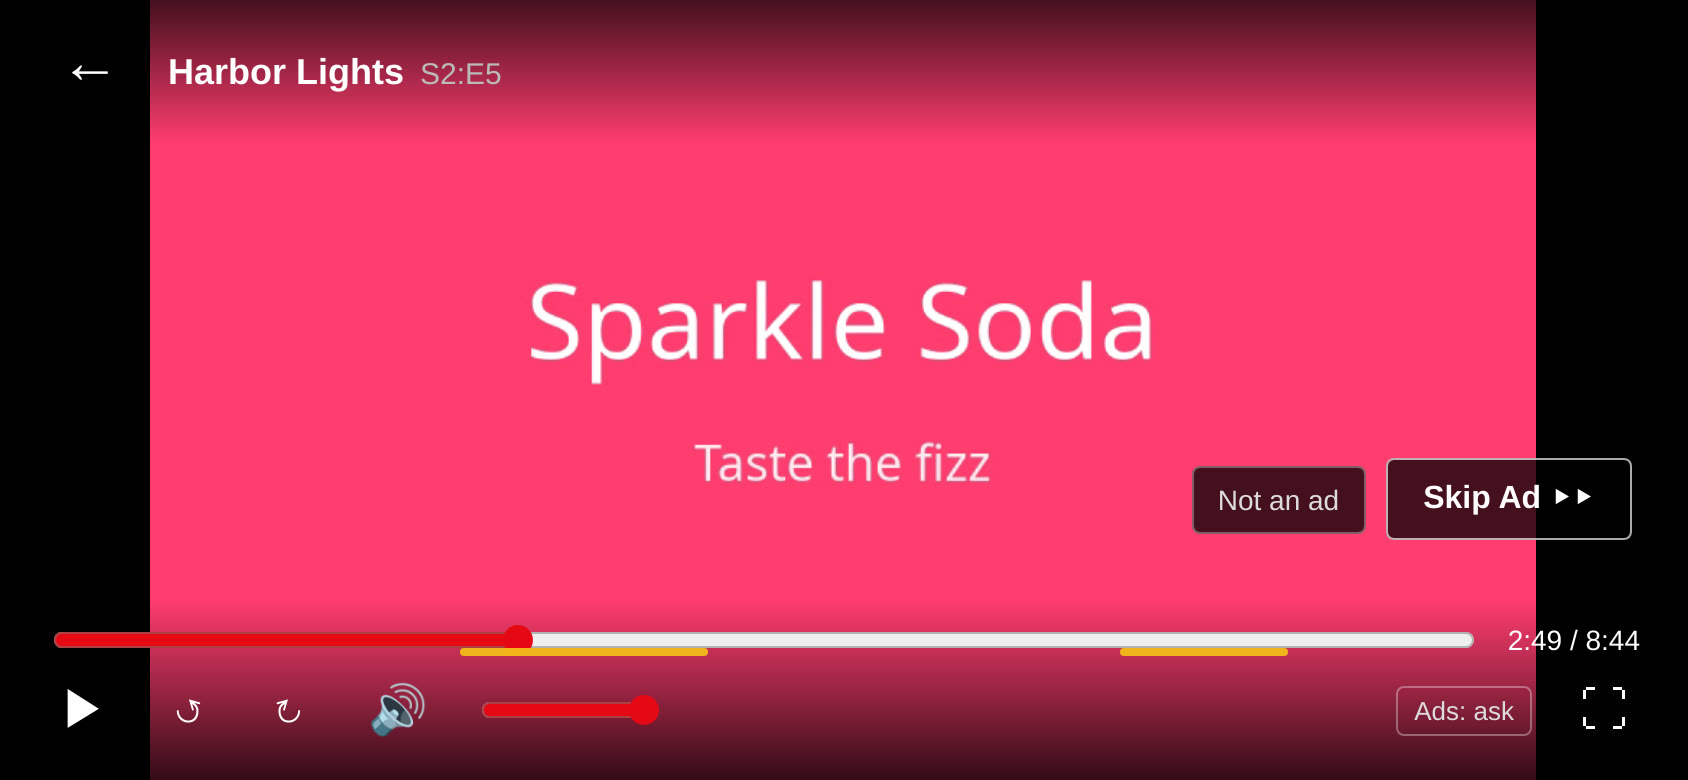 Harbor Lights S2:E5
Sparkle Soda
Taste the fizz
Not an ad
Skip Ad
2:49 / 8:44
Ads: ask